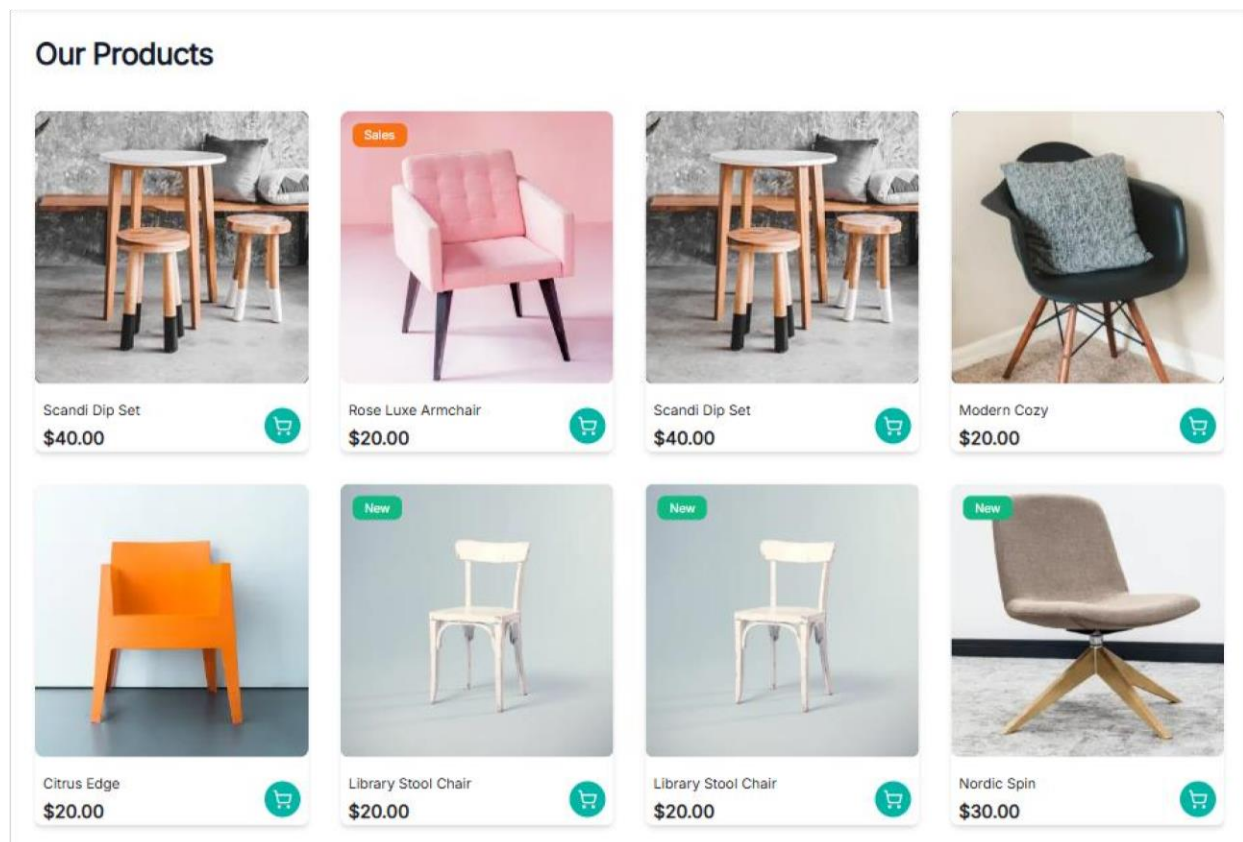 Our Products
Sales
Scandi Dip Set
$40.00
Rose Luxe Armchair
$20.00
Scandi Dip Set
$40.00
Modern Cozy
$20.00
New
New
New
Citrus Edge
$20.00
Library Stool Chair
$20.00
Library Stool Chair
$20.00
Nordic Spin
$30.00